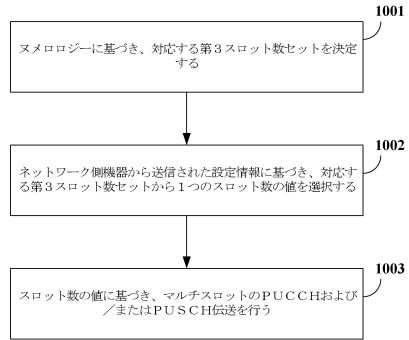 1001
ヌメロロジーに基づき、対応する第３スロット数セットを決定
する
1002
ネットワーク側機器から送信された設定情報に基づき、対応す
る第３スロット数セットから１つのスロット数の値を選択する
1003
スロット数の値に基づき、マルチスロットのＰＵＣＣＨおよび
／またはＰＵＳＣＨ伝送を行う